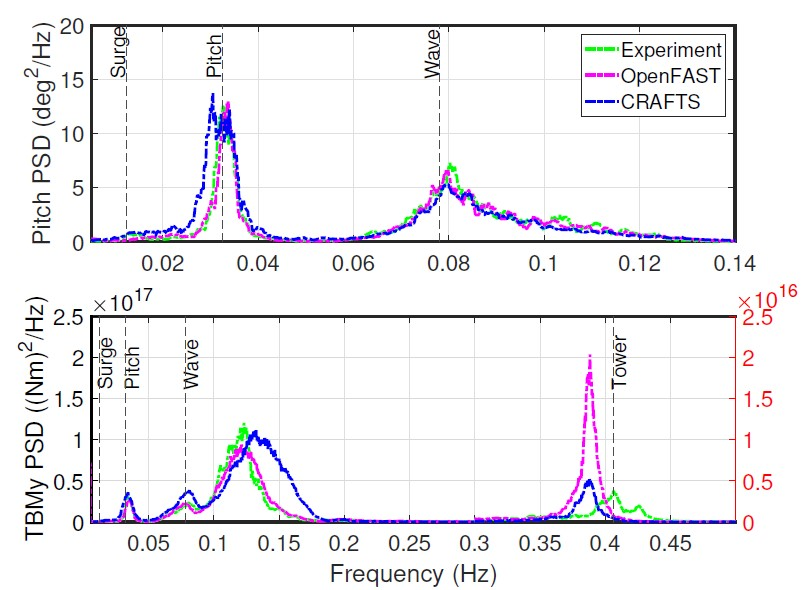 Pitch PSD (deg²/Hz)
20
15
10
5
0
Surge
Pitch
Wave
Experiment
OpenFAST
CRAFTS
0.02 0.04 0.06 0.08 0.1 0.12 0.14
×10¹⁷
×10¹⁶
TBMy PSD ((Nm)²/Hz)
2.5
2
1.5
1
0.5
0
Surge
Pitch
Wave
Tower
2.5
2
1.5
1
0.5
0
0.05 0.1 0.15 0.2 0.25 0.3 0.35 0.4 0.45
Frequency (Hz)